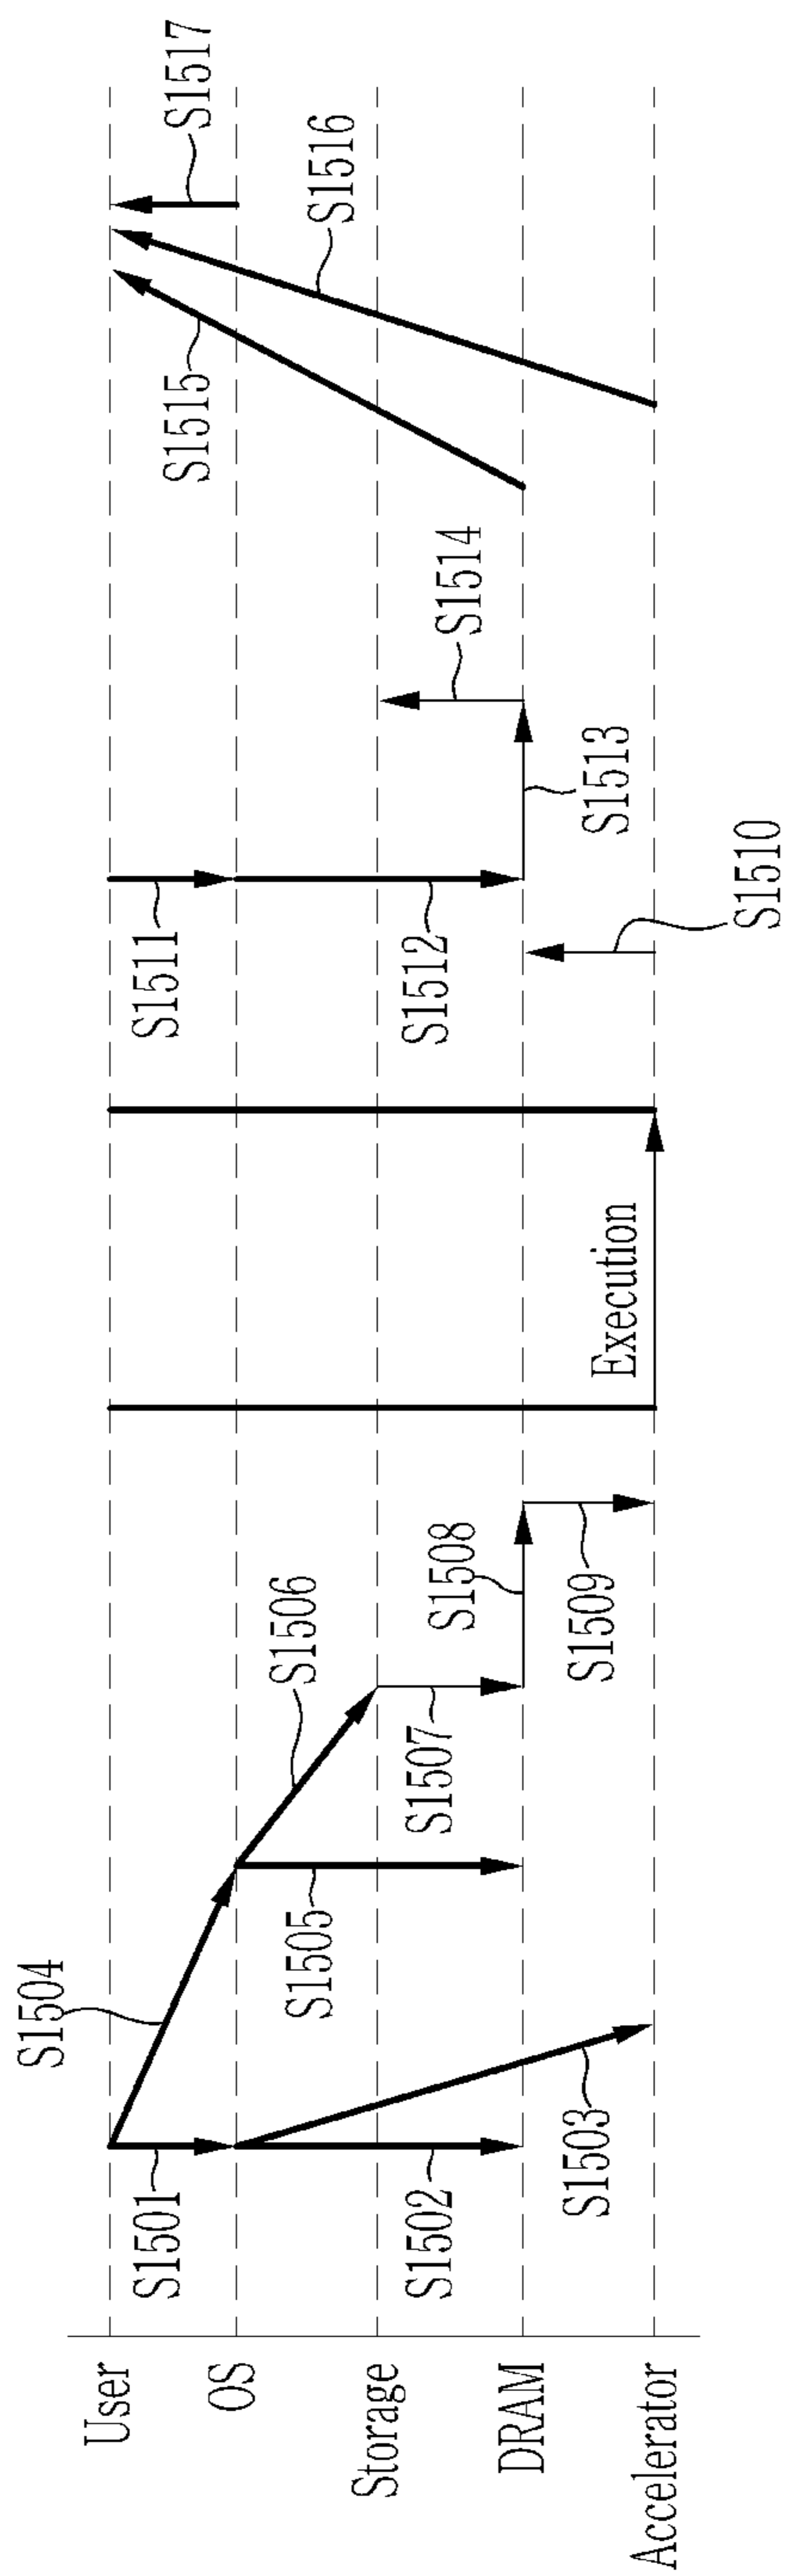 User
OS
Storage
DRAM
Accelerator
S1501
S1502
S1503
S1504
S1505
S1506
S1507
S1508
S1509
Execution
S1510
S1511
S1512
S1513
S1514
S1515
S1516
S1517